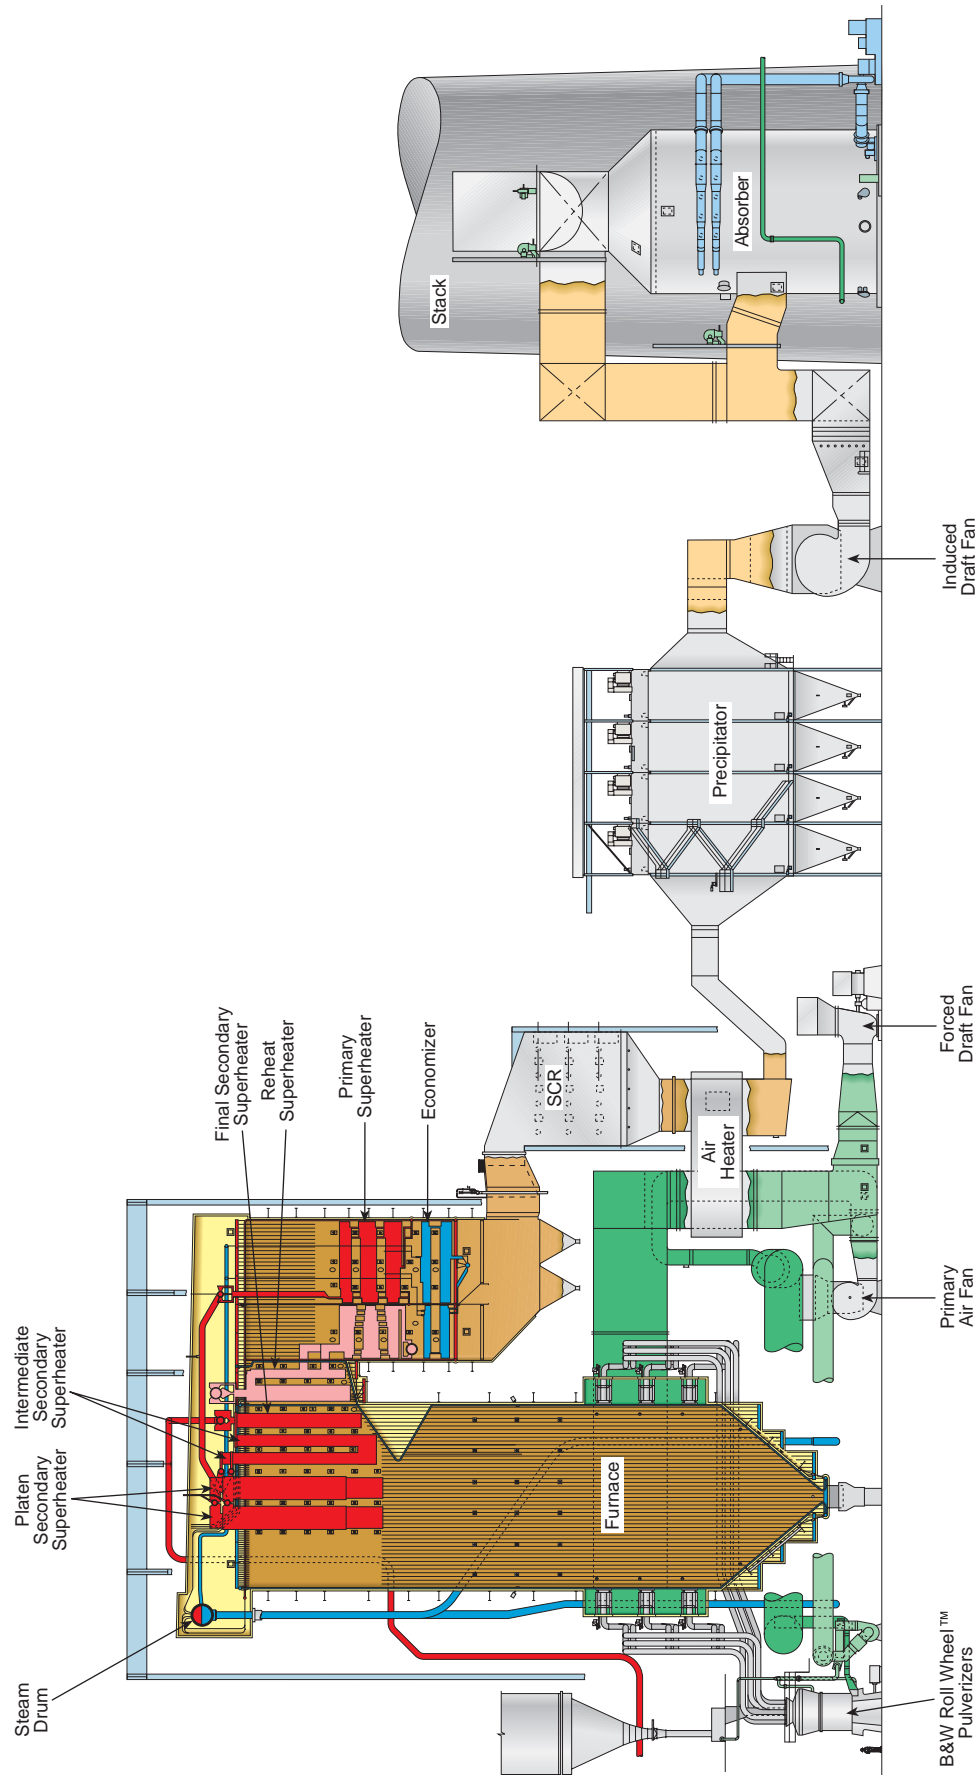 Steam
Drum
Platen
Secondary
Superheater
Intermediate
Secondary
Superheater
Final Secondary
Superheater
Reheat
Superheater
Primary
Superheater
Economizer
Stack
SCR
Absorber
Furnace
Air
Heater
Precipitator
B&W Roll Wheel™
Pulverizers
Primary
Air Fan
Forced
Draft Fan
Induced
Draft Fan